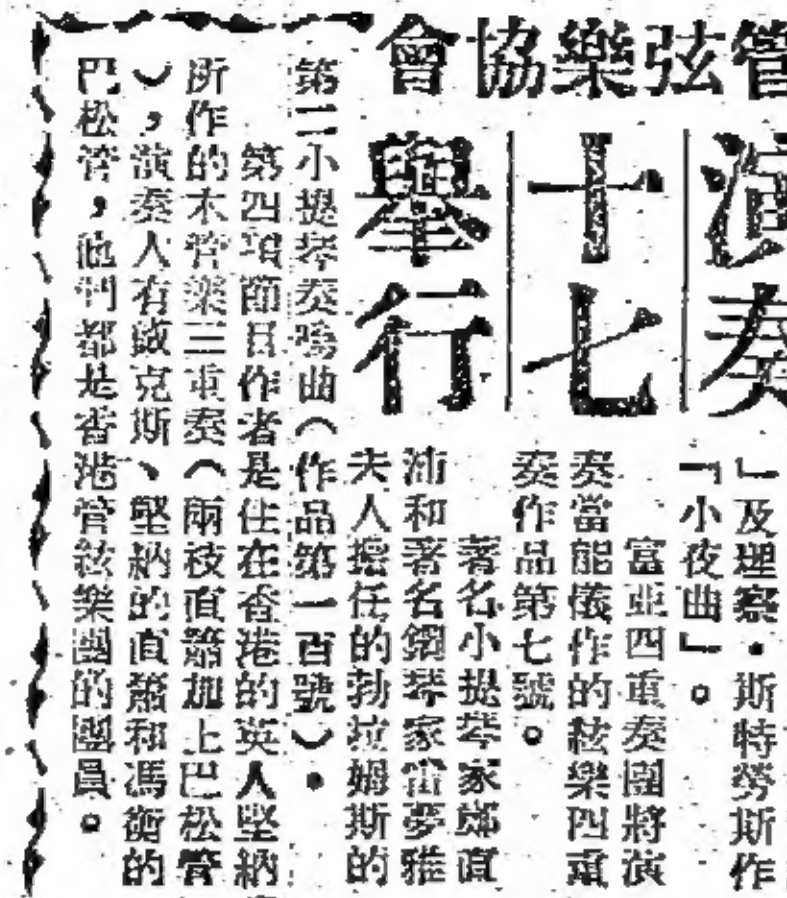 管弦樂協會
演奏
十七
舉行
」及理察・斯特勞斯作
「小夜曲」。
富亚四重奏團將演
奏當能儀作的絃樂四重
奏作品第七號。
著名小提琴家鄭直
和著名鋼琴家雷夢雅
夫人擔任的勃拉姆斯的
第二小提琴奏鳴曲（作品第一百號）。
第四項節目作者是住在香港的英人堅納
所作的木管樂三重奏（兩枝直簫加上巴松管
），演奏人有克斯、堅納的直簫和馮衡的
巴松管，他們都是香港管絃樂團的團員。